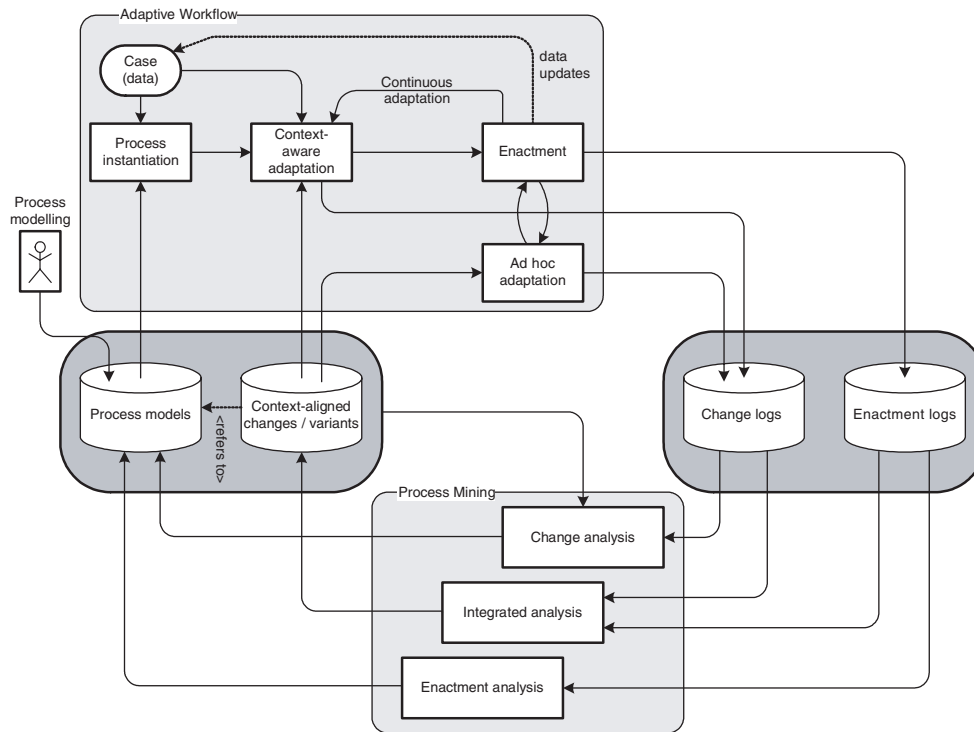 Adaptive Workflow
Case
(data)
data
updates
Continuous
adaptation
Process
instantiation
Context-
aware
adaptation
Enactment
Process
modelling
Ad hoc
adaptation
Process models
<refers to>
Context-aligned
changes / variants
Change logs
Enactment logs
Process Mining
Change analysis
Integrated analysis
Enactment analysis